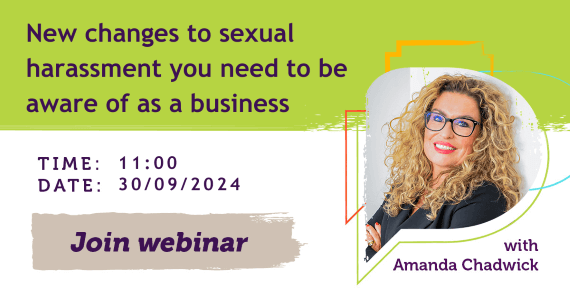 New changes to sexual
harassment you need to be
aware of as a business
TIME: 11:00
DATE: 30/09/2024
Join webinar
with
Amanda Chadwick